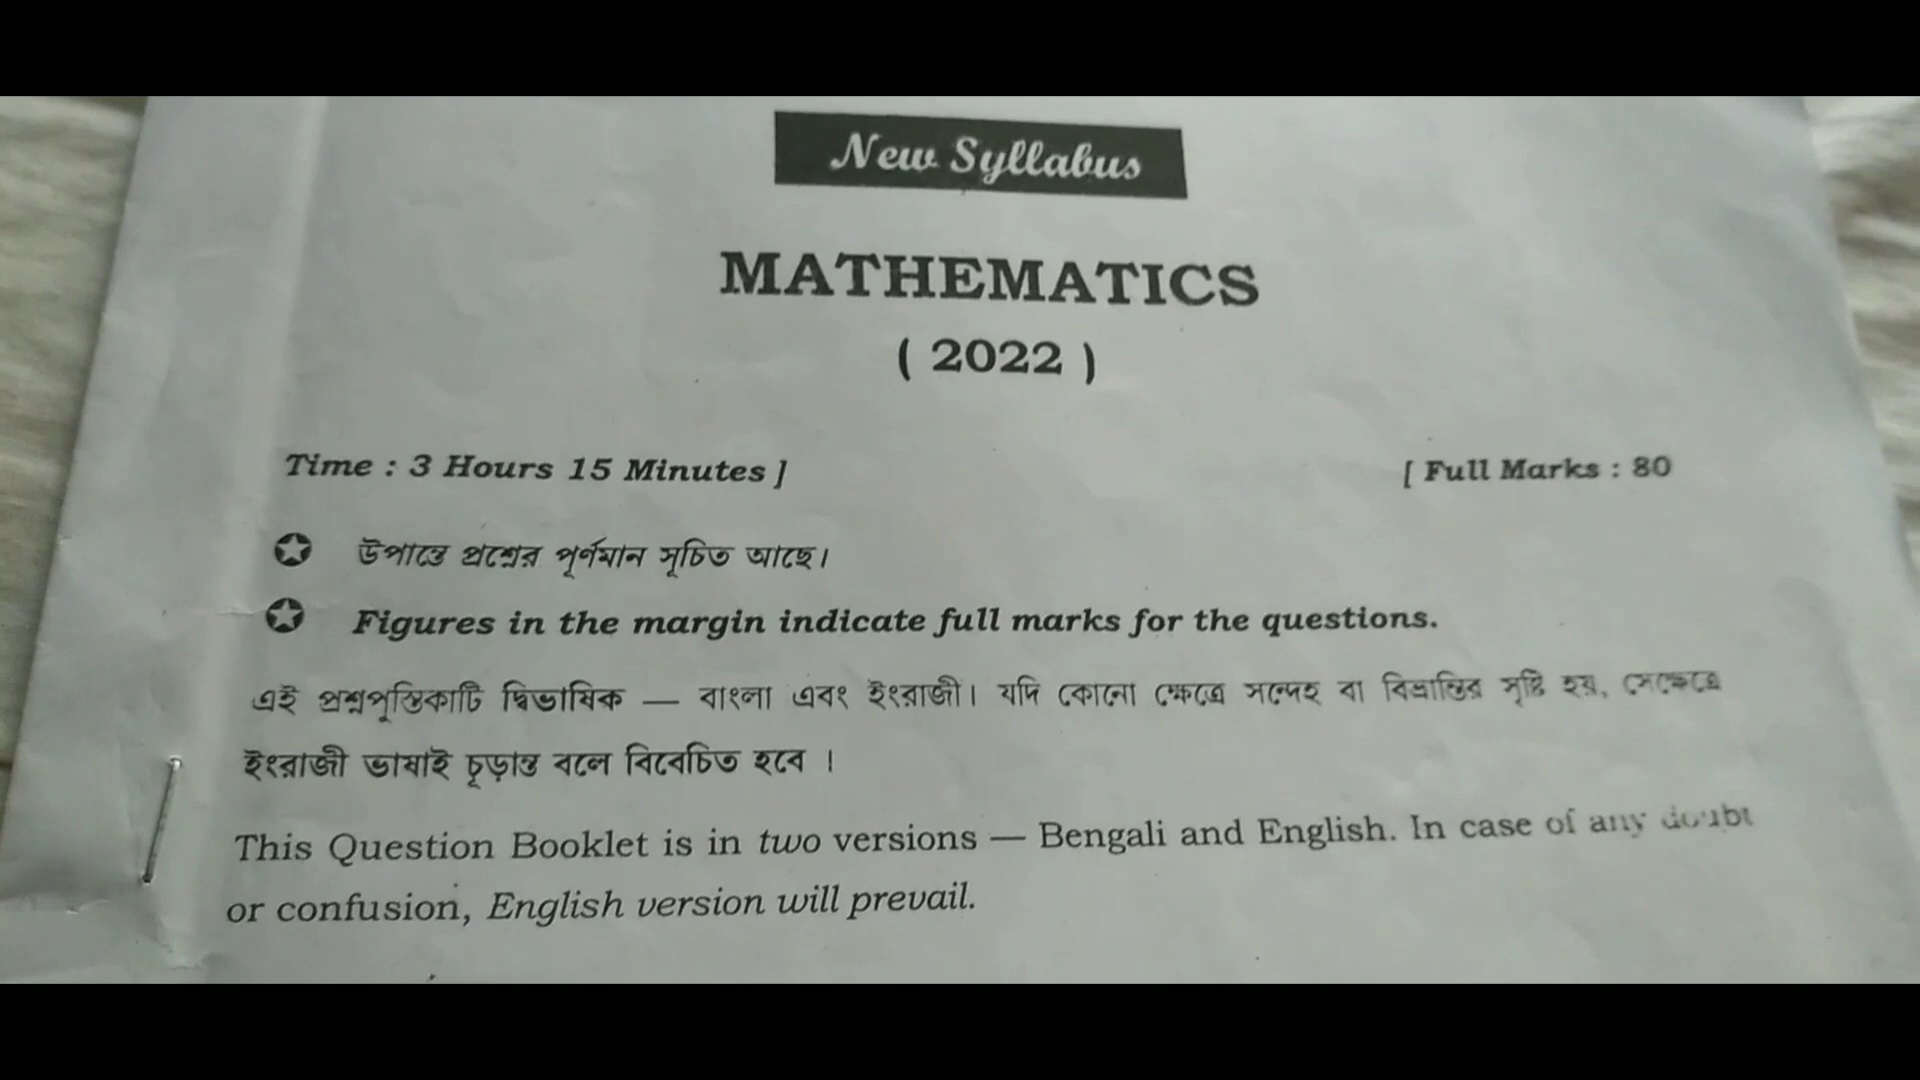 New Syllabus
MATHEMATICS
( 2022 )
Time : 3 Hours 15 Minutes ]
[ Full Marks : 80
উপান্তে প্রশ্নের পূর্ণমান সূচিত আছে।
Figures in the margin indicate full marks for the questions.
এই প্রশ্নপুস্তিকাটি দ্বিভাষিক — বাংলা এবং ইংরাজী। যদি কোনো ক্ষেত্রে সন্দেহ বা বিভ্রান্তির সৃষ্টি হয়, সেক্ষেত্রে
ইংরাজী ভাষাই চূড়ান্ত বলে বিবেচিত হবে ।
This Question Booklet is in two versions — Bengali and English. In case of any doubt
or confusion, English version will prevail.